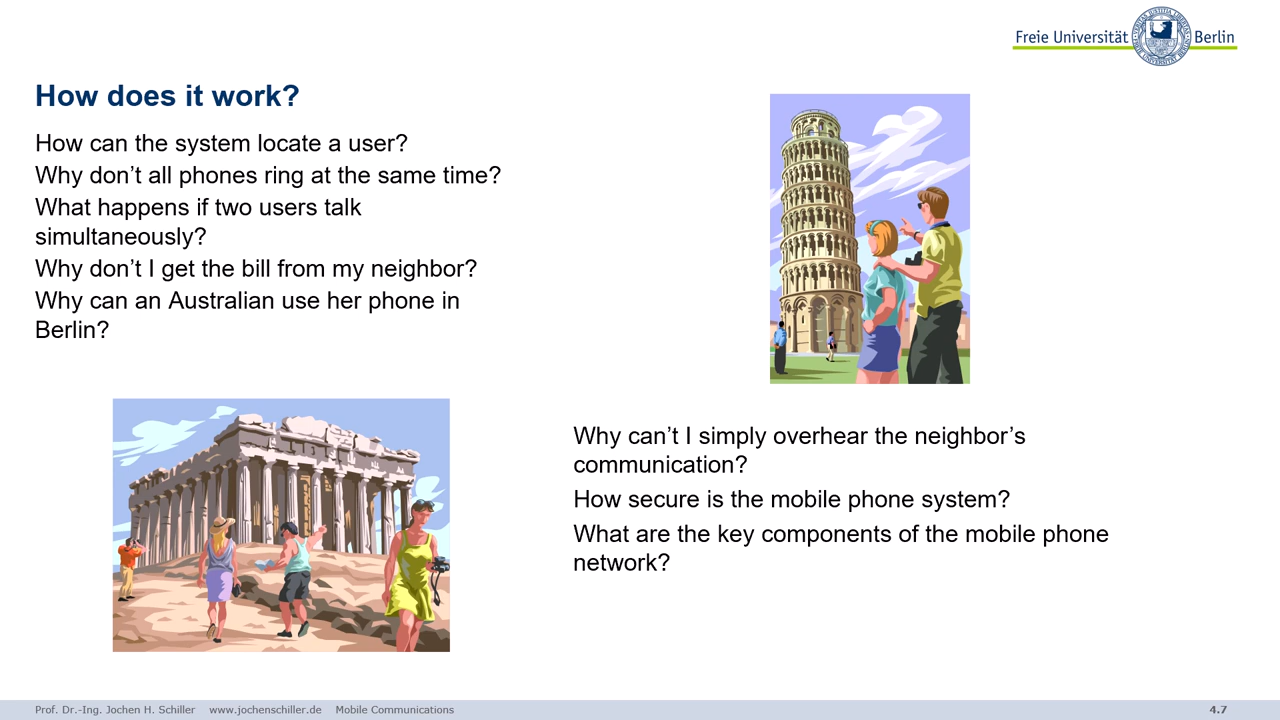 Freie Universität Berlin
How does it work?
How can the system locate a user?
Why don’t all phones ring at the same time?
What happens if two users talk
simultaneously?
Why don’t I get the bill from my neighbor?
Why can an Australian use her phone in
Berlin?
Why can’t I simply overhear the neighbor’s
communication?
How secure is the mobile phone system?
What are the key components of the mobile phone
network?
Prof. Dr.-Ing. Jochen H. Schiller www.jochenschiller.de Mobile Communications
4.7